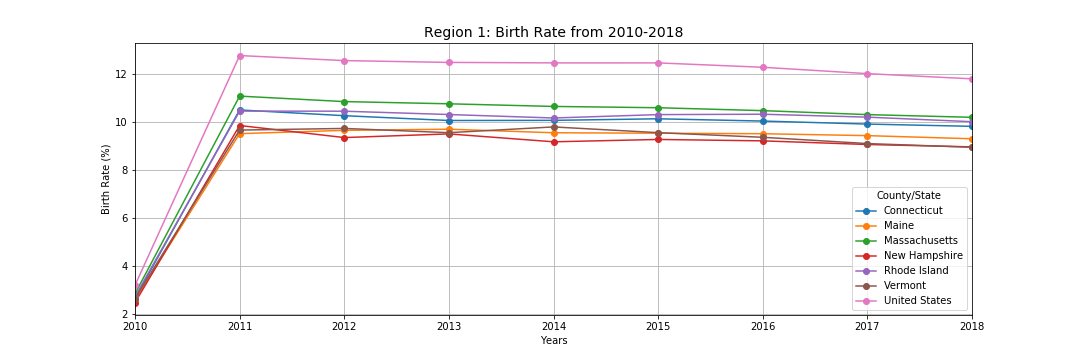 Region 1: Birth Rate from 2010-2018
Birth Rate (%)
12
10
8
6
4
2
2010 2011 2012 2013 2014 2015 2016 2017 2018
Years
County/State
Connecticut
Maine
Massachusetts
New Hampshire
Rhode Island
Vermont
United States